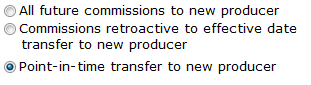 All future commissions to new producer
Commissions retroactive to effective date
transfer to new producer
Point-in-time transfer to new producer